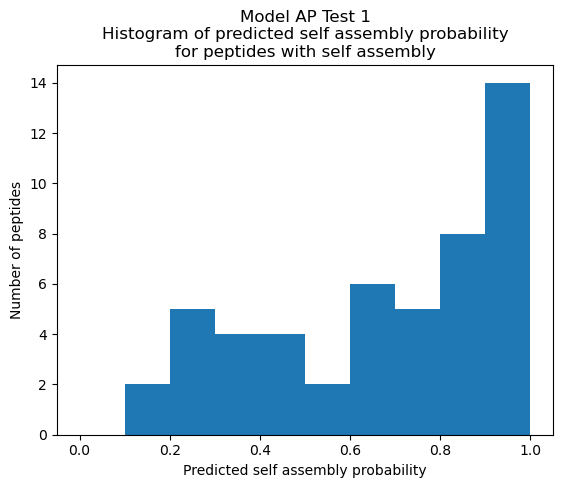 Model AP Test 1
Histogram of predicted self assembly probability
for peptides with self assembly
Number of peptides
14
12
10
8
6
4
2
0
0.0 0.2 0.4 0.6 0.8 1.0
Predicted self assembly probability